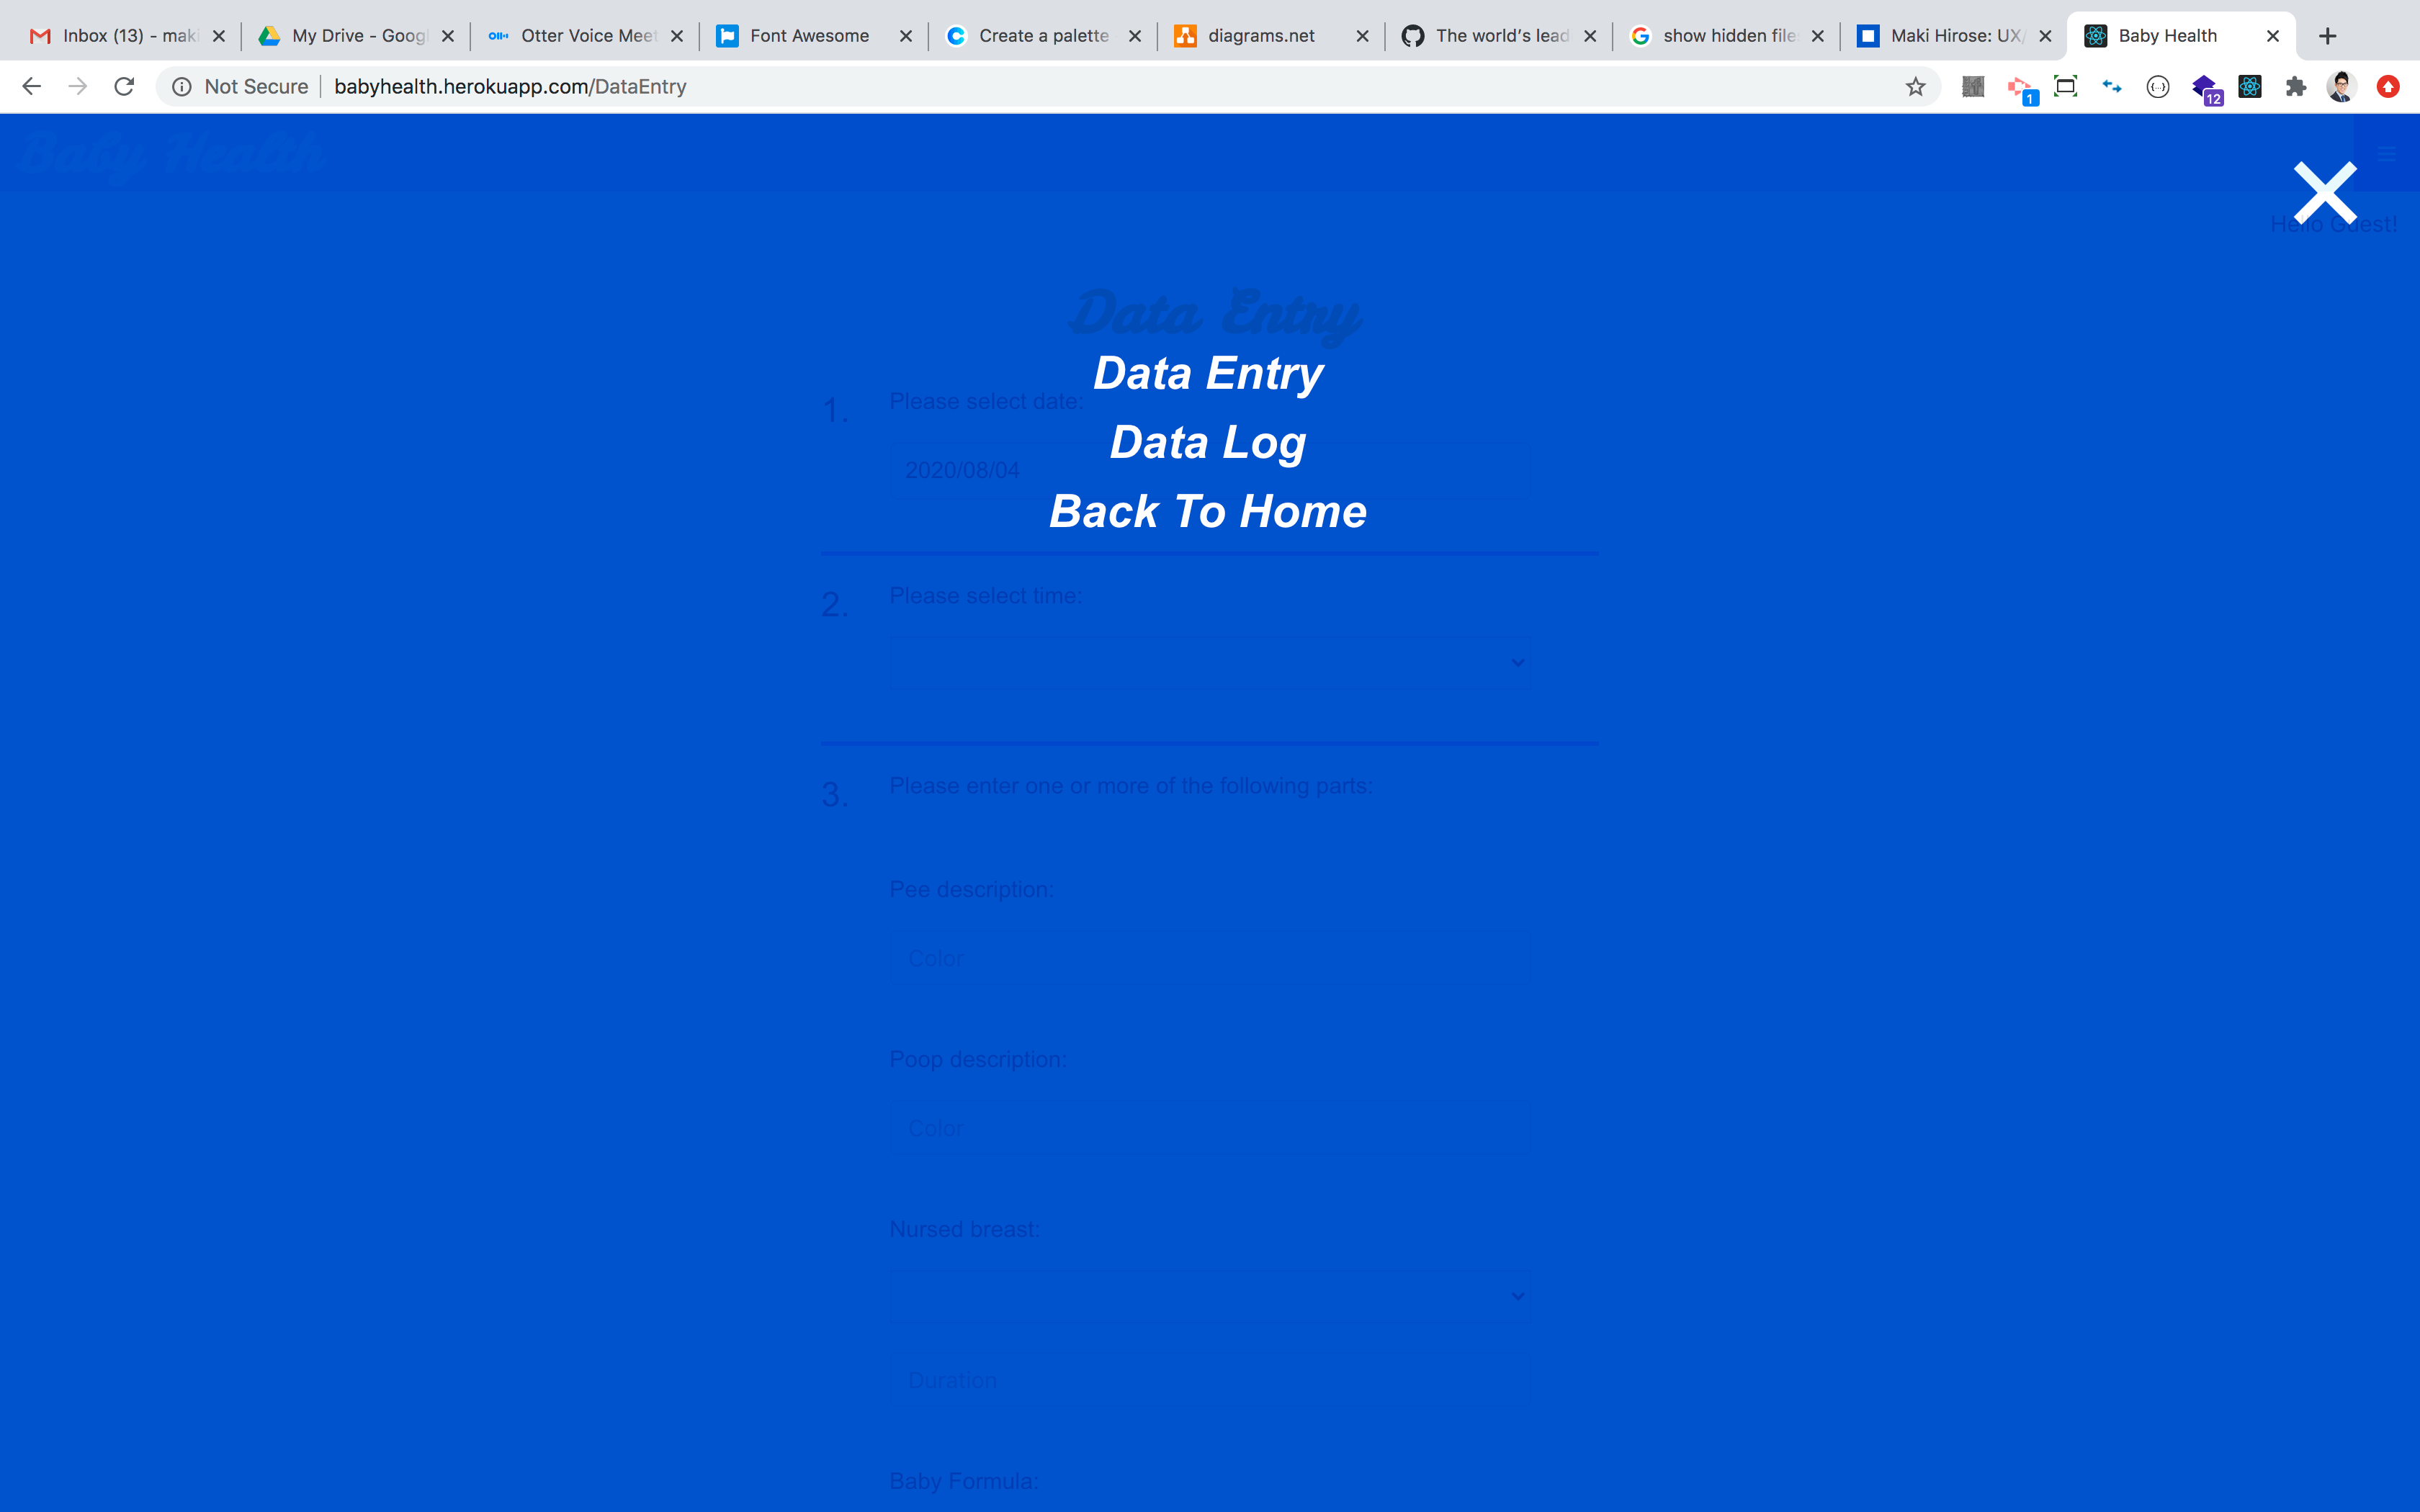 Inbox (13) - mak
My Drive - Goog
Otter Voice Meet
Font Awesome
Create a palette
diagrams.net
The world's lead
show hidden file
Maki Hirose: UX/
Baby Health
Not Secure
babyhealth.herokuapp.com/DataEntry
1
12
Baby Health
Hello Guest!
Data Entry
Data Entry
1. Please select date:
Data Log
2020/08/04
Back To Home
2. Please select time:
3. Please enter one or more of the following parts:
Pee description:
Color
Poop description:
Color
Nursed breast:
Duration
Baby Formula: